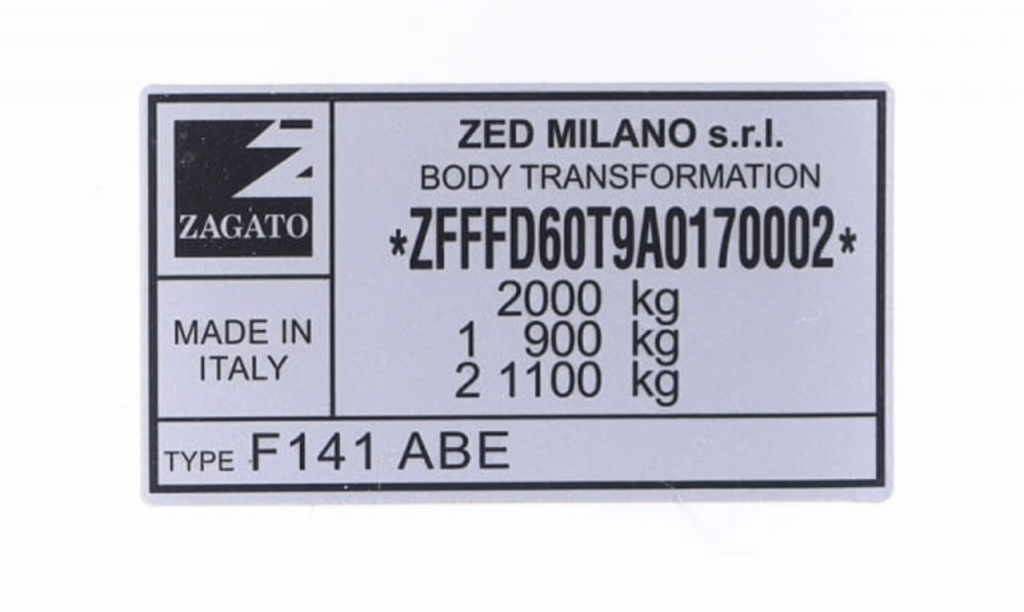 ZAGATO
MADE IN
ITALY
ZED MILANO s.r.l.
BODY TRANSFORMATION
*ZFFFD60T9A0170002*
2000 kg
1 900 kg
2 1100 kg
TYPE F141 ABE